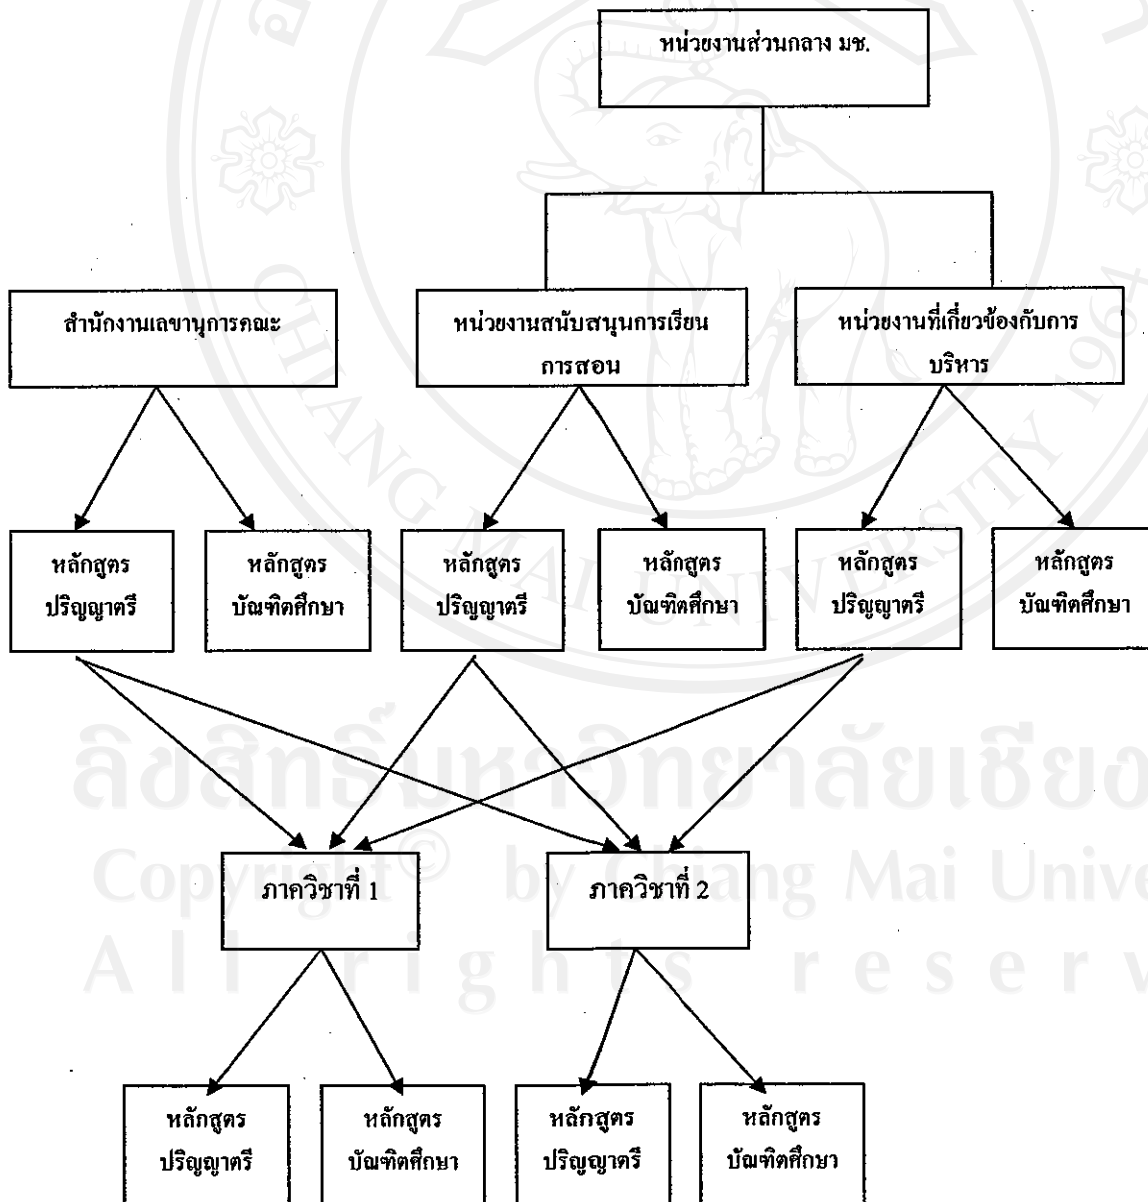 หน่วยงานส่วนกลาง มช.
สำนักงานเลขานุการคณะ
หน่วยงานสนับสนุนการเรียน
การสอน
หน่วยงานที่เกี่ยวข้องกับการ
บริหาร
หลักสูตร
ปริญญาตรี
หลักสูตร
บัณฑิตศึกษา
หลักสูตร
ปริญญาตรี
หลักสูตร
บัณฑิตศึกษา
หลักสูตร
ปริญญาตรี
หลักสูตร
บัณฑิตศึกษา
CHIANG MAI UNIVERSITY 1964
ลิขสิทธิ์มหาวิทยาลัยเชียง
Copyright© by Chiang Mai Unive
All rights reserv
ภาควิชาที่ 1
ภาควิชาที่ 2
หลักสูตร
ปริญญาตรี
หลักสูตร
บัณฑิตศึกษา
หลักสูตร
ปริญญาตรี
หลักสูตร
บัณฑิตศึกษา